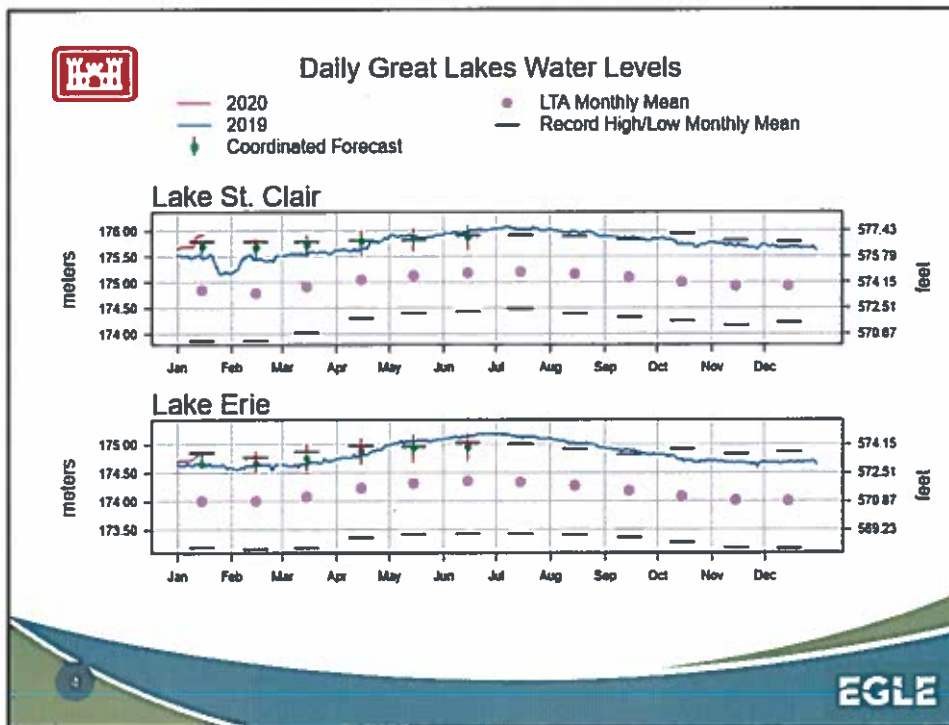 Daily Great Lakes Water Levels
2020
2019
Coordinated Forecast
LTA Monthly Mean
Record High/Low Monthly Mean
Lake St. Clair
meters
176 00
175.50
175 00
174.50
174 00
577.43
575.79
574.15
572.51
570.87
feet
Jan Feb Mar Apr May Jun Jul Aug Sep Oct Nov Dec
Lake Erie
meters
175 00
174.50
174 00
173.50
574.15
572.51
570.87
569.23
feet
Jan Feb Mar Apr May Jun Jul Aug Sep Oct Nov Dec
EGLE